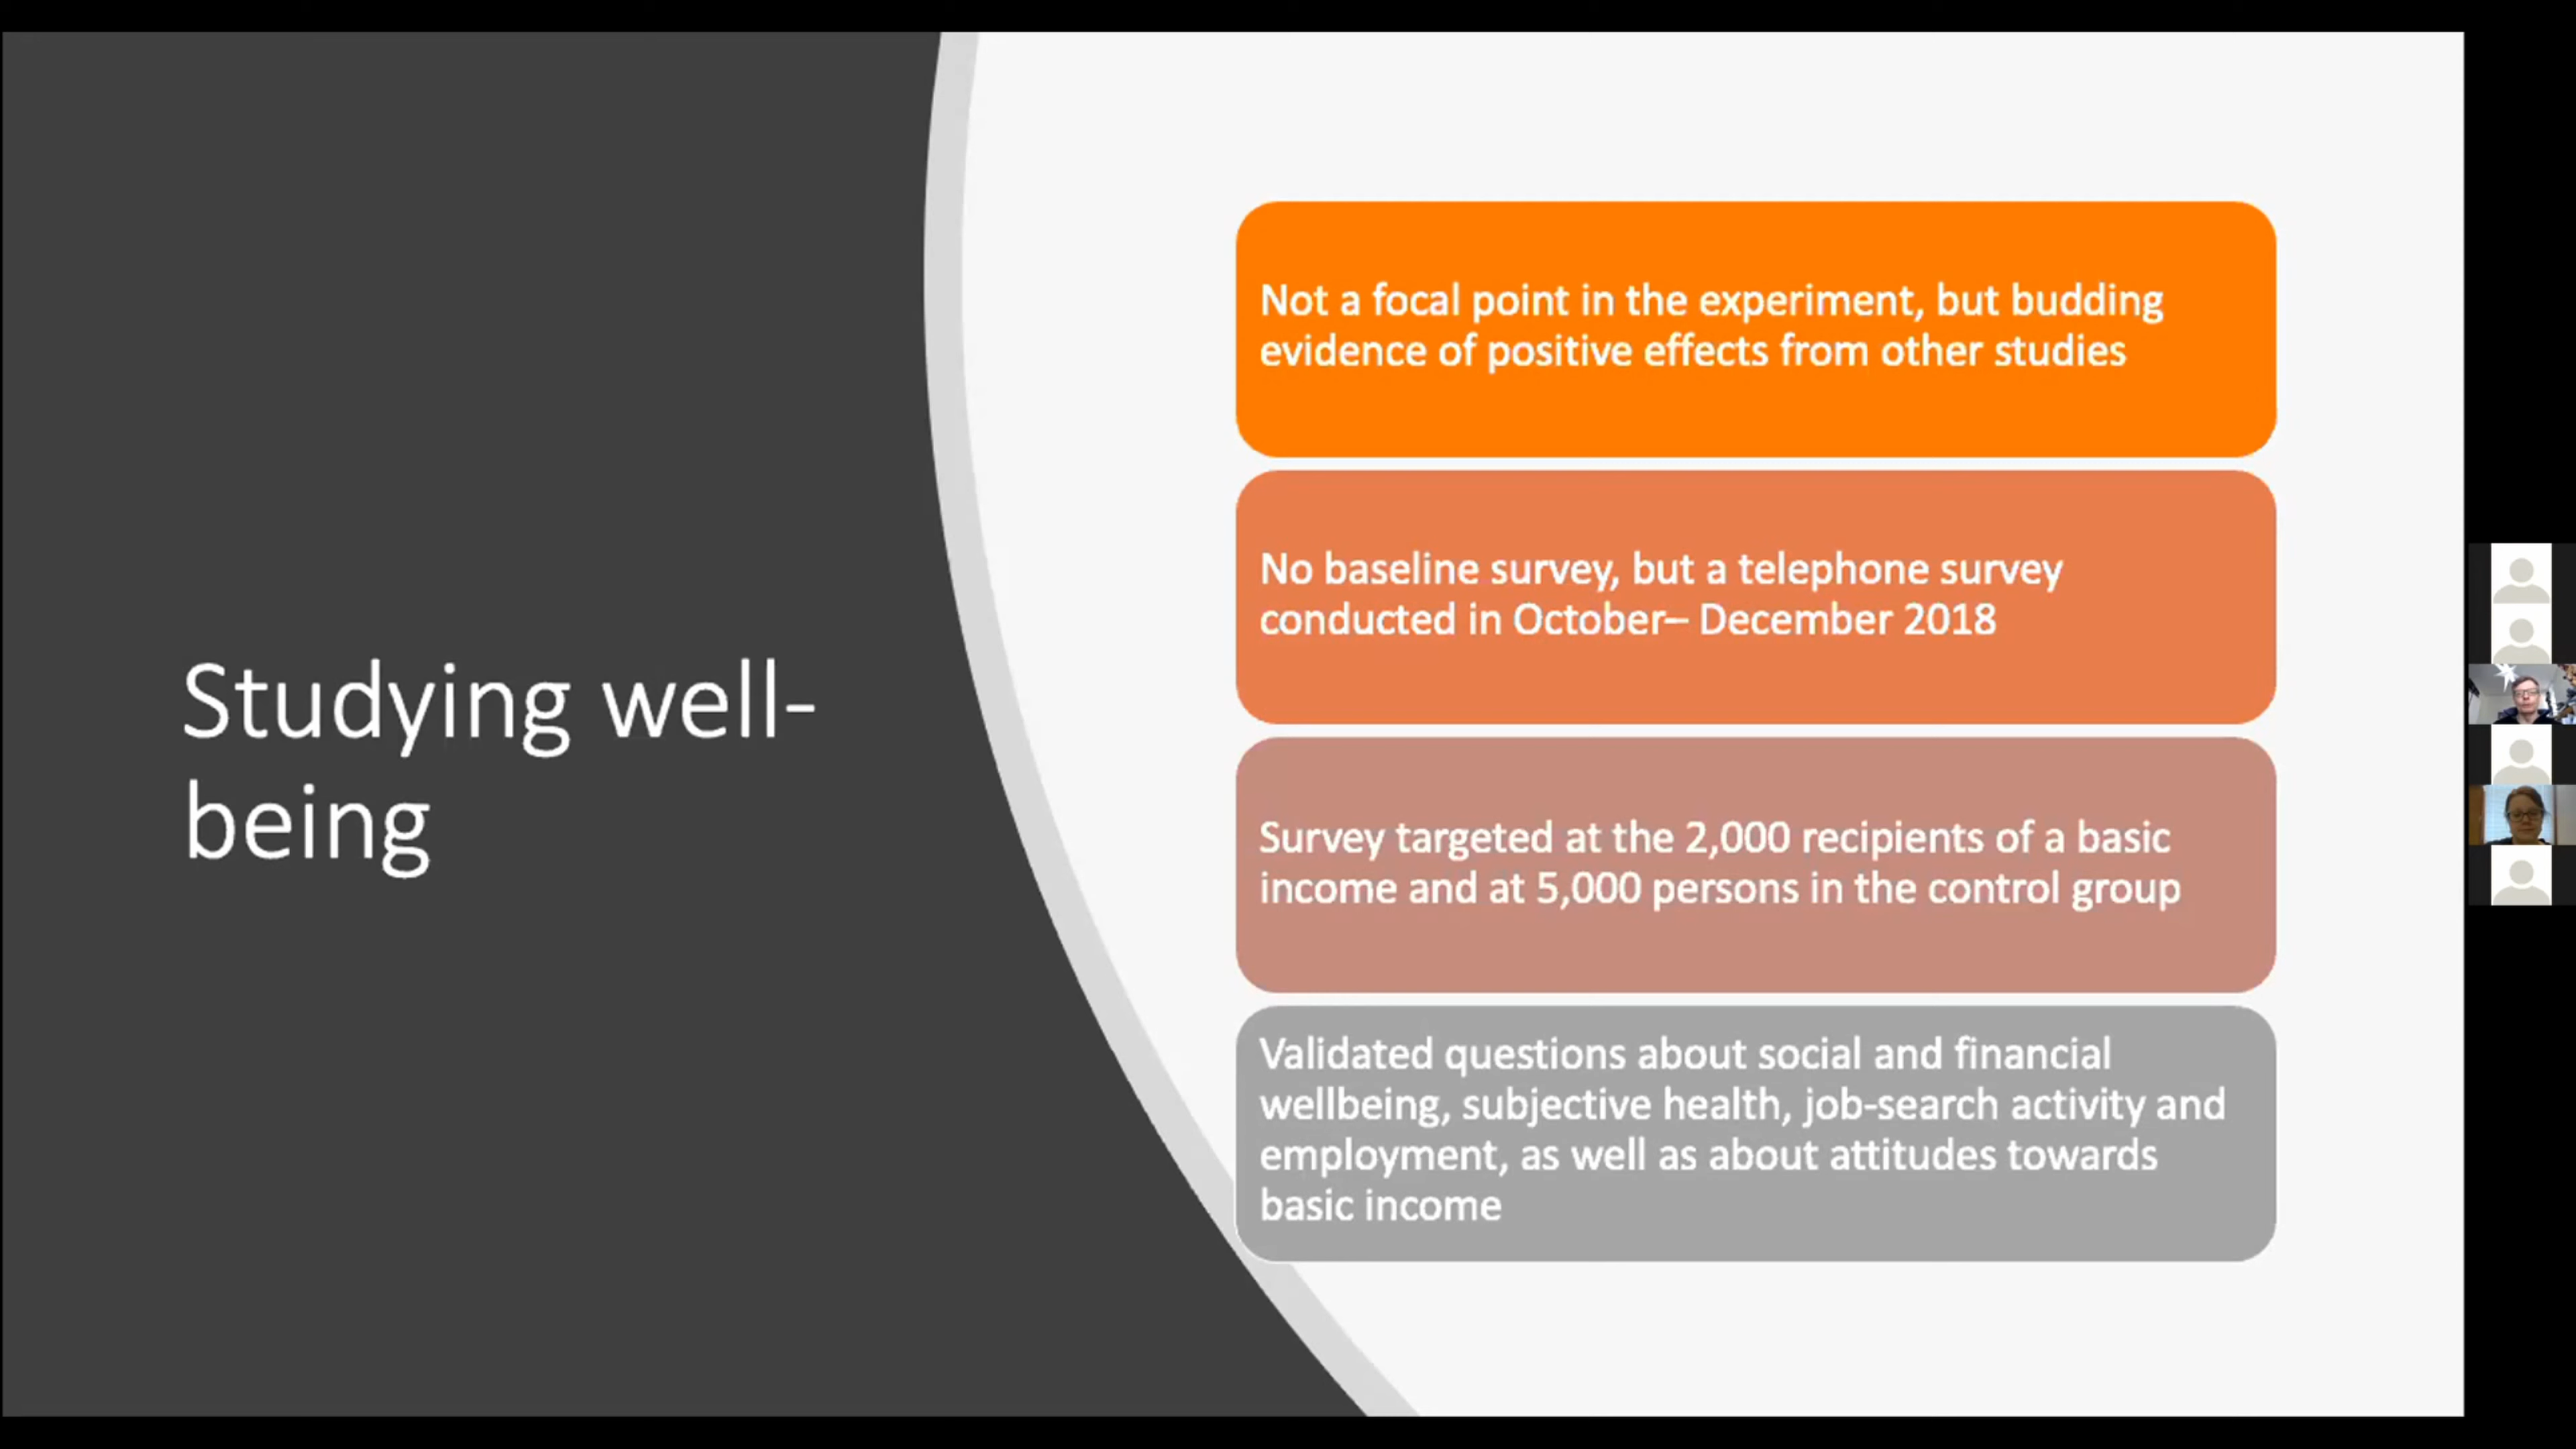 Studying well-
being
Not a focal point in the experiment, but budding
evidence of positive effects from other studies
No baseline survey, but a telephone survey
conducted in October– December 2018
Survey targeted at the 2,000 recipients of a basic
income and at 5,000 persons in the control group
Validated questions about social and financial
wellbeing, subjective health, job-search activity and
employment, as well as about attitudes towards
basic income